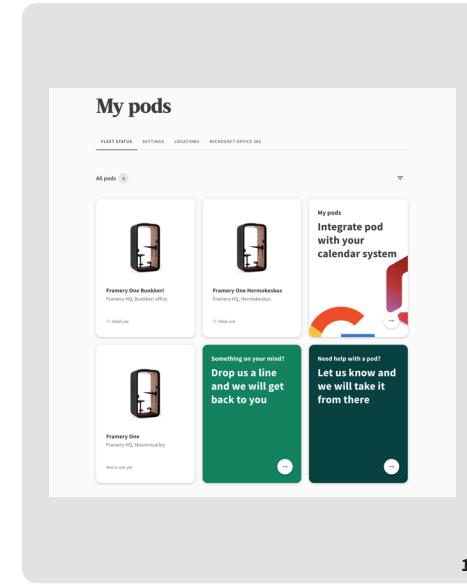 My pods
FLEET STATUS SETTINGS LOCATIONS MICROSOFT OFFICE 365
All pods 3
Framery One Bunkkeri
Framery HQ, Bunkkeri office
Ideal use
Framery One Hermokeskus
Framery HQ, Hermokeskus
Ideal use
My pods
Integrate pod
with your
calendar system
Framery One
Framery HQ, Moominvalley
Not in use yet
Something on your mind?
Drop us a line
and we will get
back to you
Need help with a pod?
Let us know and
we will take it
from there
1